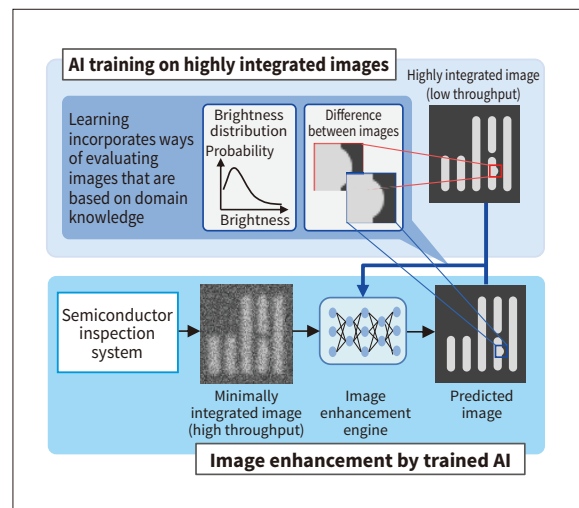 AI training on highly integrated images
Highly integrated image
(low throughput)
Learning
incorporates ways
of evaluating
images that are
based on domain
knowledge
Brightness
distribution
Probability
Brightness
Difference
between images
Semiconductor
inspection
system
Minimally
integrated image
(high throughput)
Image
enhancement
engine
Predicted
image
Image enhancement by trained AI